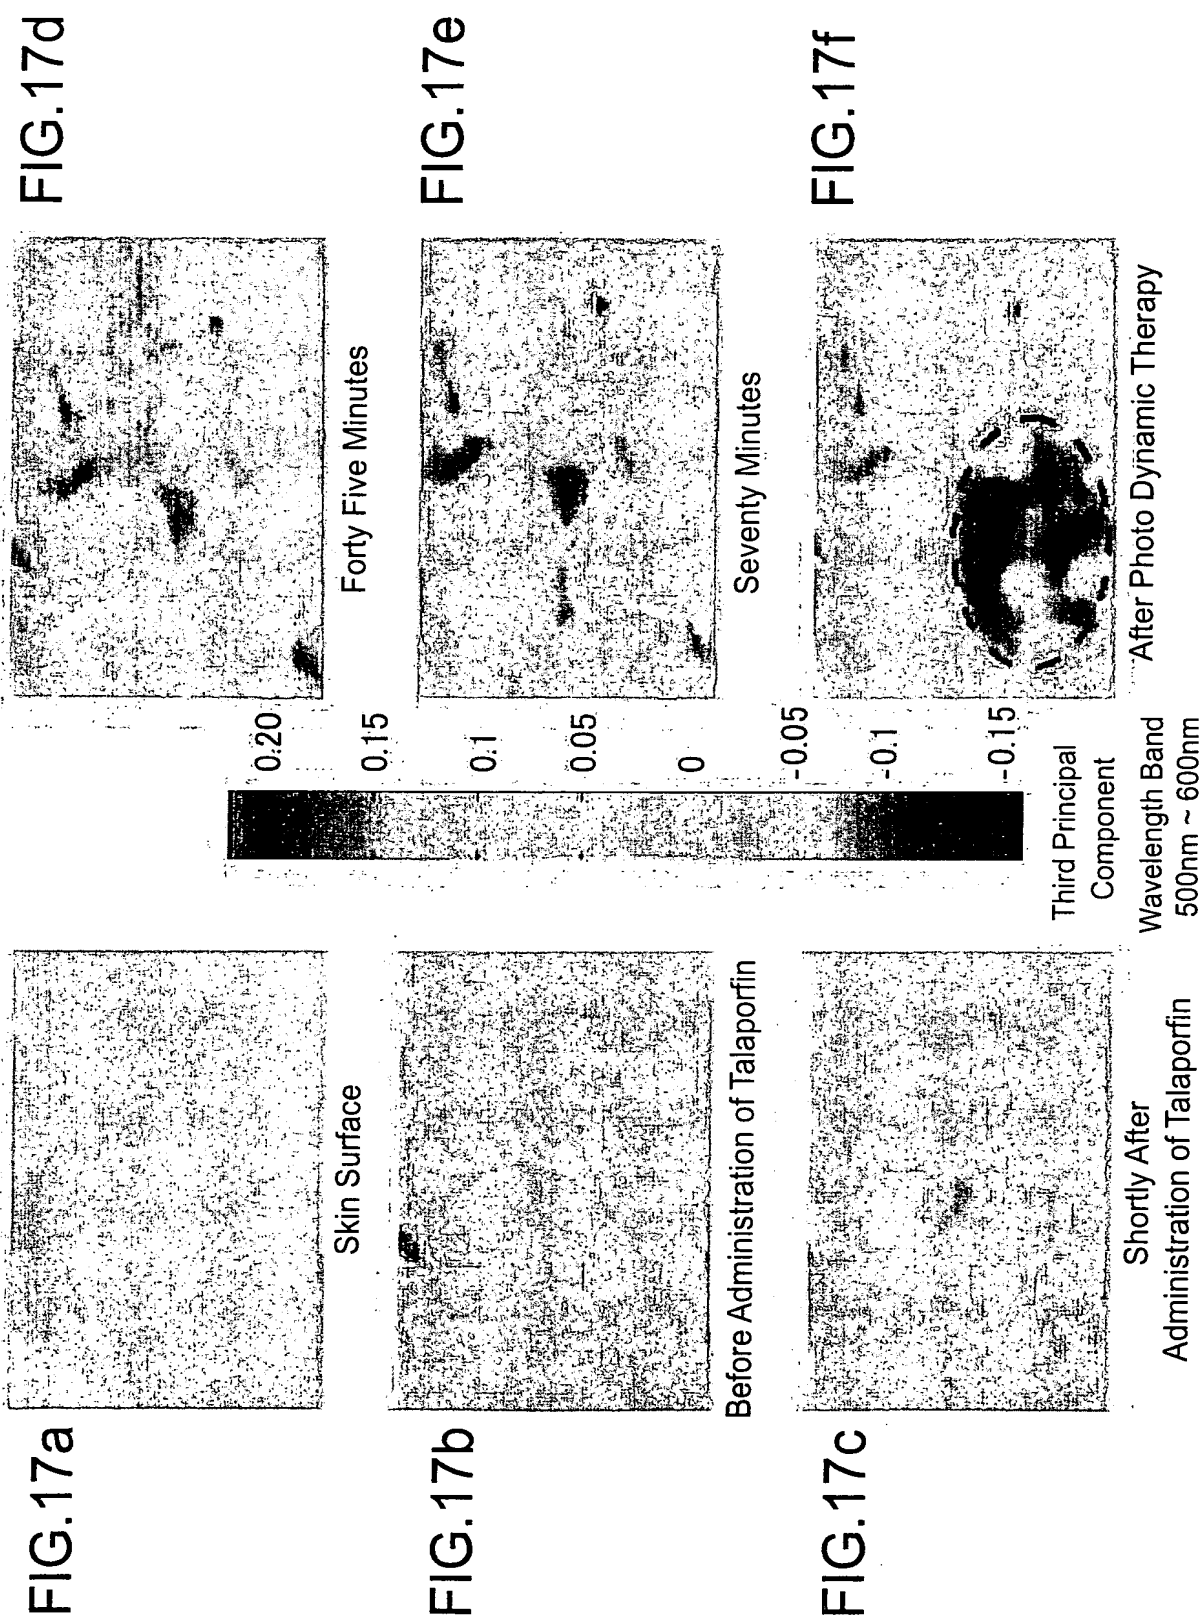 FIG.17a
Skin Surface
FIG.17b
Before Administration of Talaporfin
FIG.17c
Shortly After
Administration of Talaporfin
0.20
0.15
0.1
0.05
0
-0.05
-0.1
-0.15
Third Principal
Component
Wavelength Band
500nm ~ 600nm
FIG.17d
Forty Five Minutes
FIG.17e
Seventy Minutes
FIG.17f
After Photo Dynamic Therapy